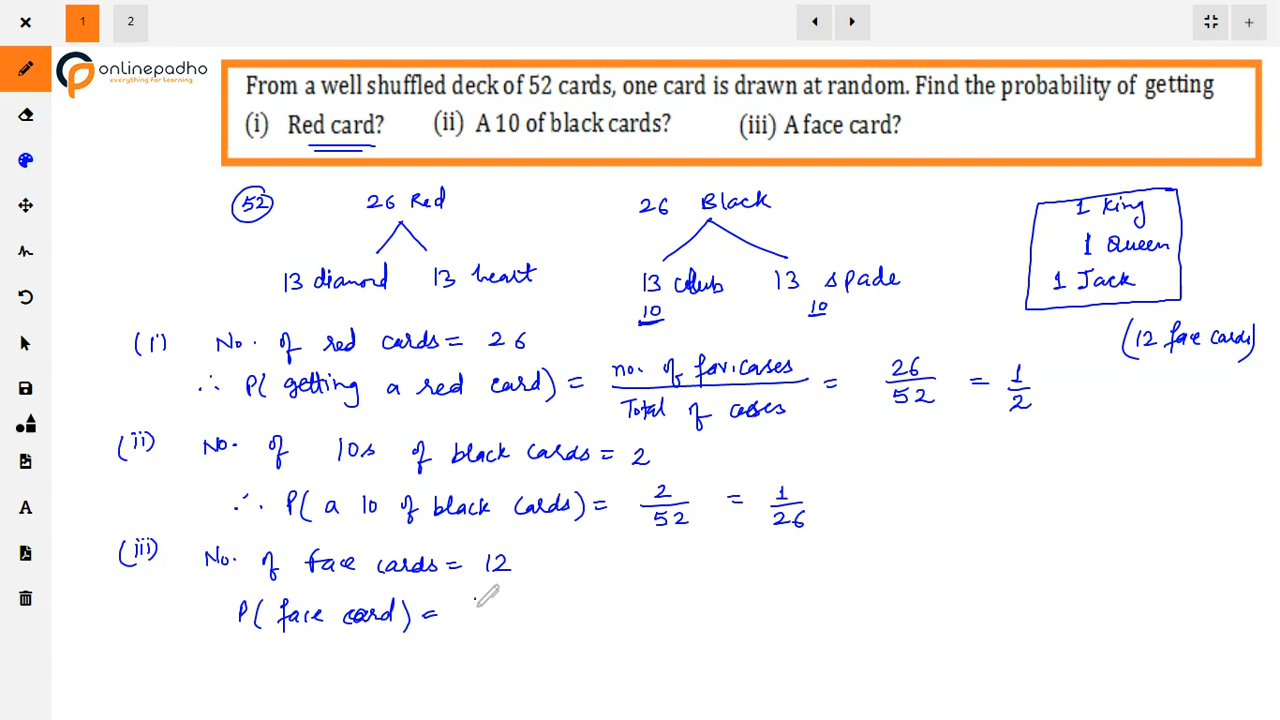 1 2
onlinepadho
everything for learning
From a well shuffled deck of 52 cards, one card is drawn at random. Find the probability of getting
(i) Red card? (ii) A 10 of black cards? (iii) A face card?
52 26 Red 26 Black
1 King
1 Queen
1 Jack
13 diamond 13 heart 13 club 13 spade
10 10
(12 face cards)
(i) No. of red cards = 26
∴ P( getting a red card) = no. of fav. cases / Total of cases = 26/52 = 1/2
(ii) No. of 10s of black cards = 2
∴ P( a 10 of black cards) = 2/52 = 1/26
(iii) No. of face cards = 12
P( face card) =